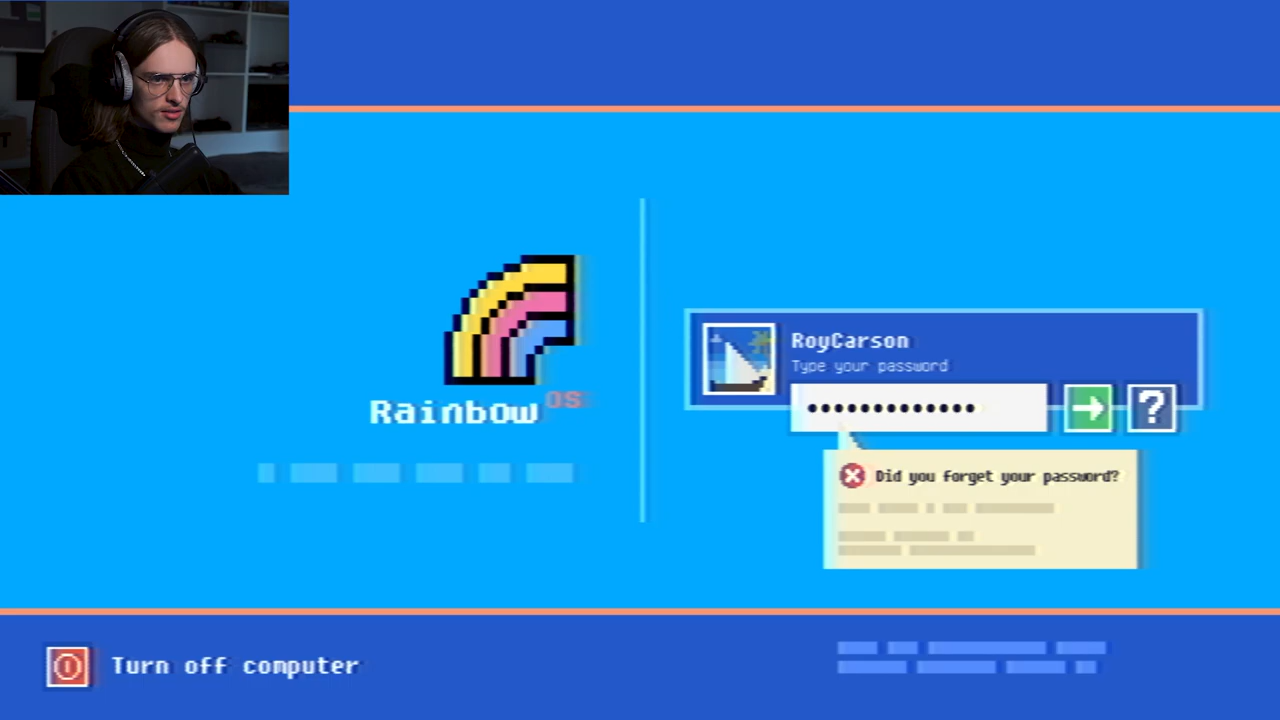 Rainbow OS
RoyCarson
Type your password
•••••••••••••
?
Did you forget your password?
Turn off computer